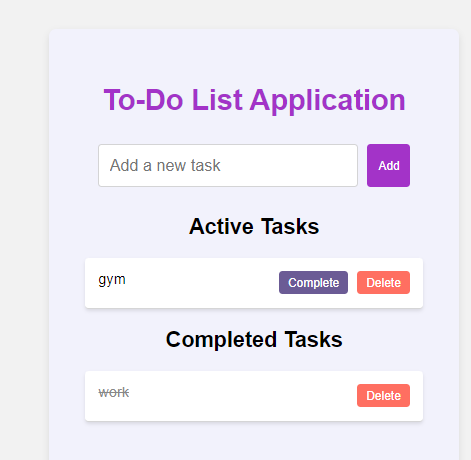 To-Do List Application
Add a new task Add
Active Tasks
gym Complete Delete
Completed Tasks
work Delete